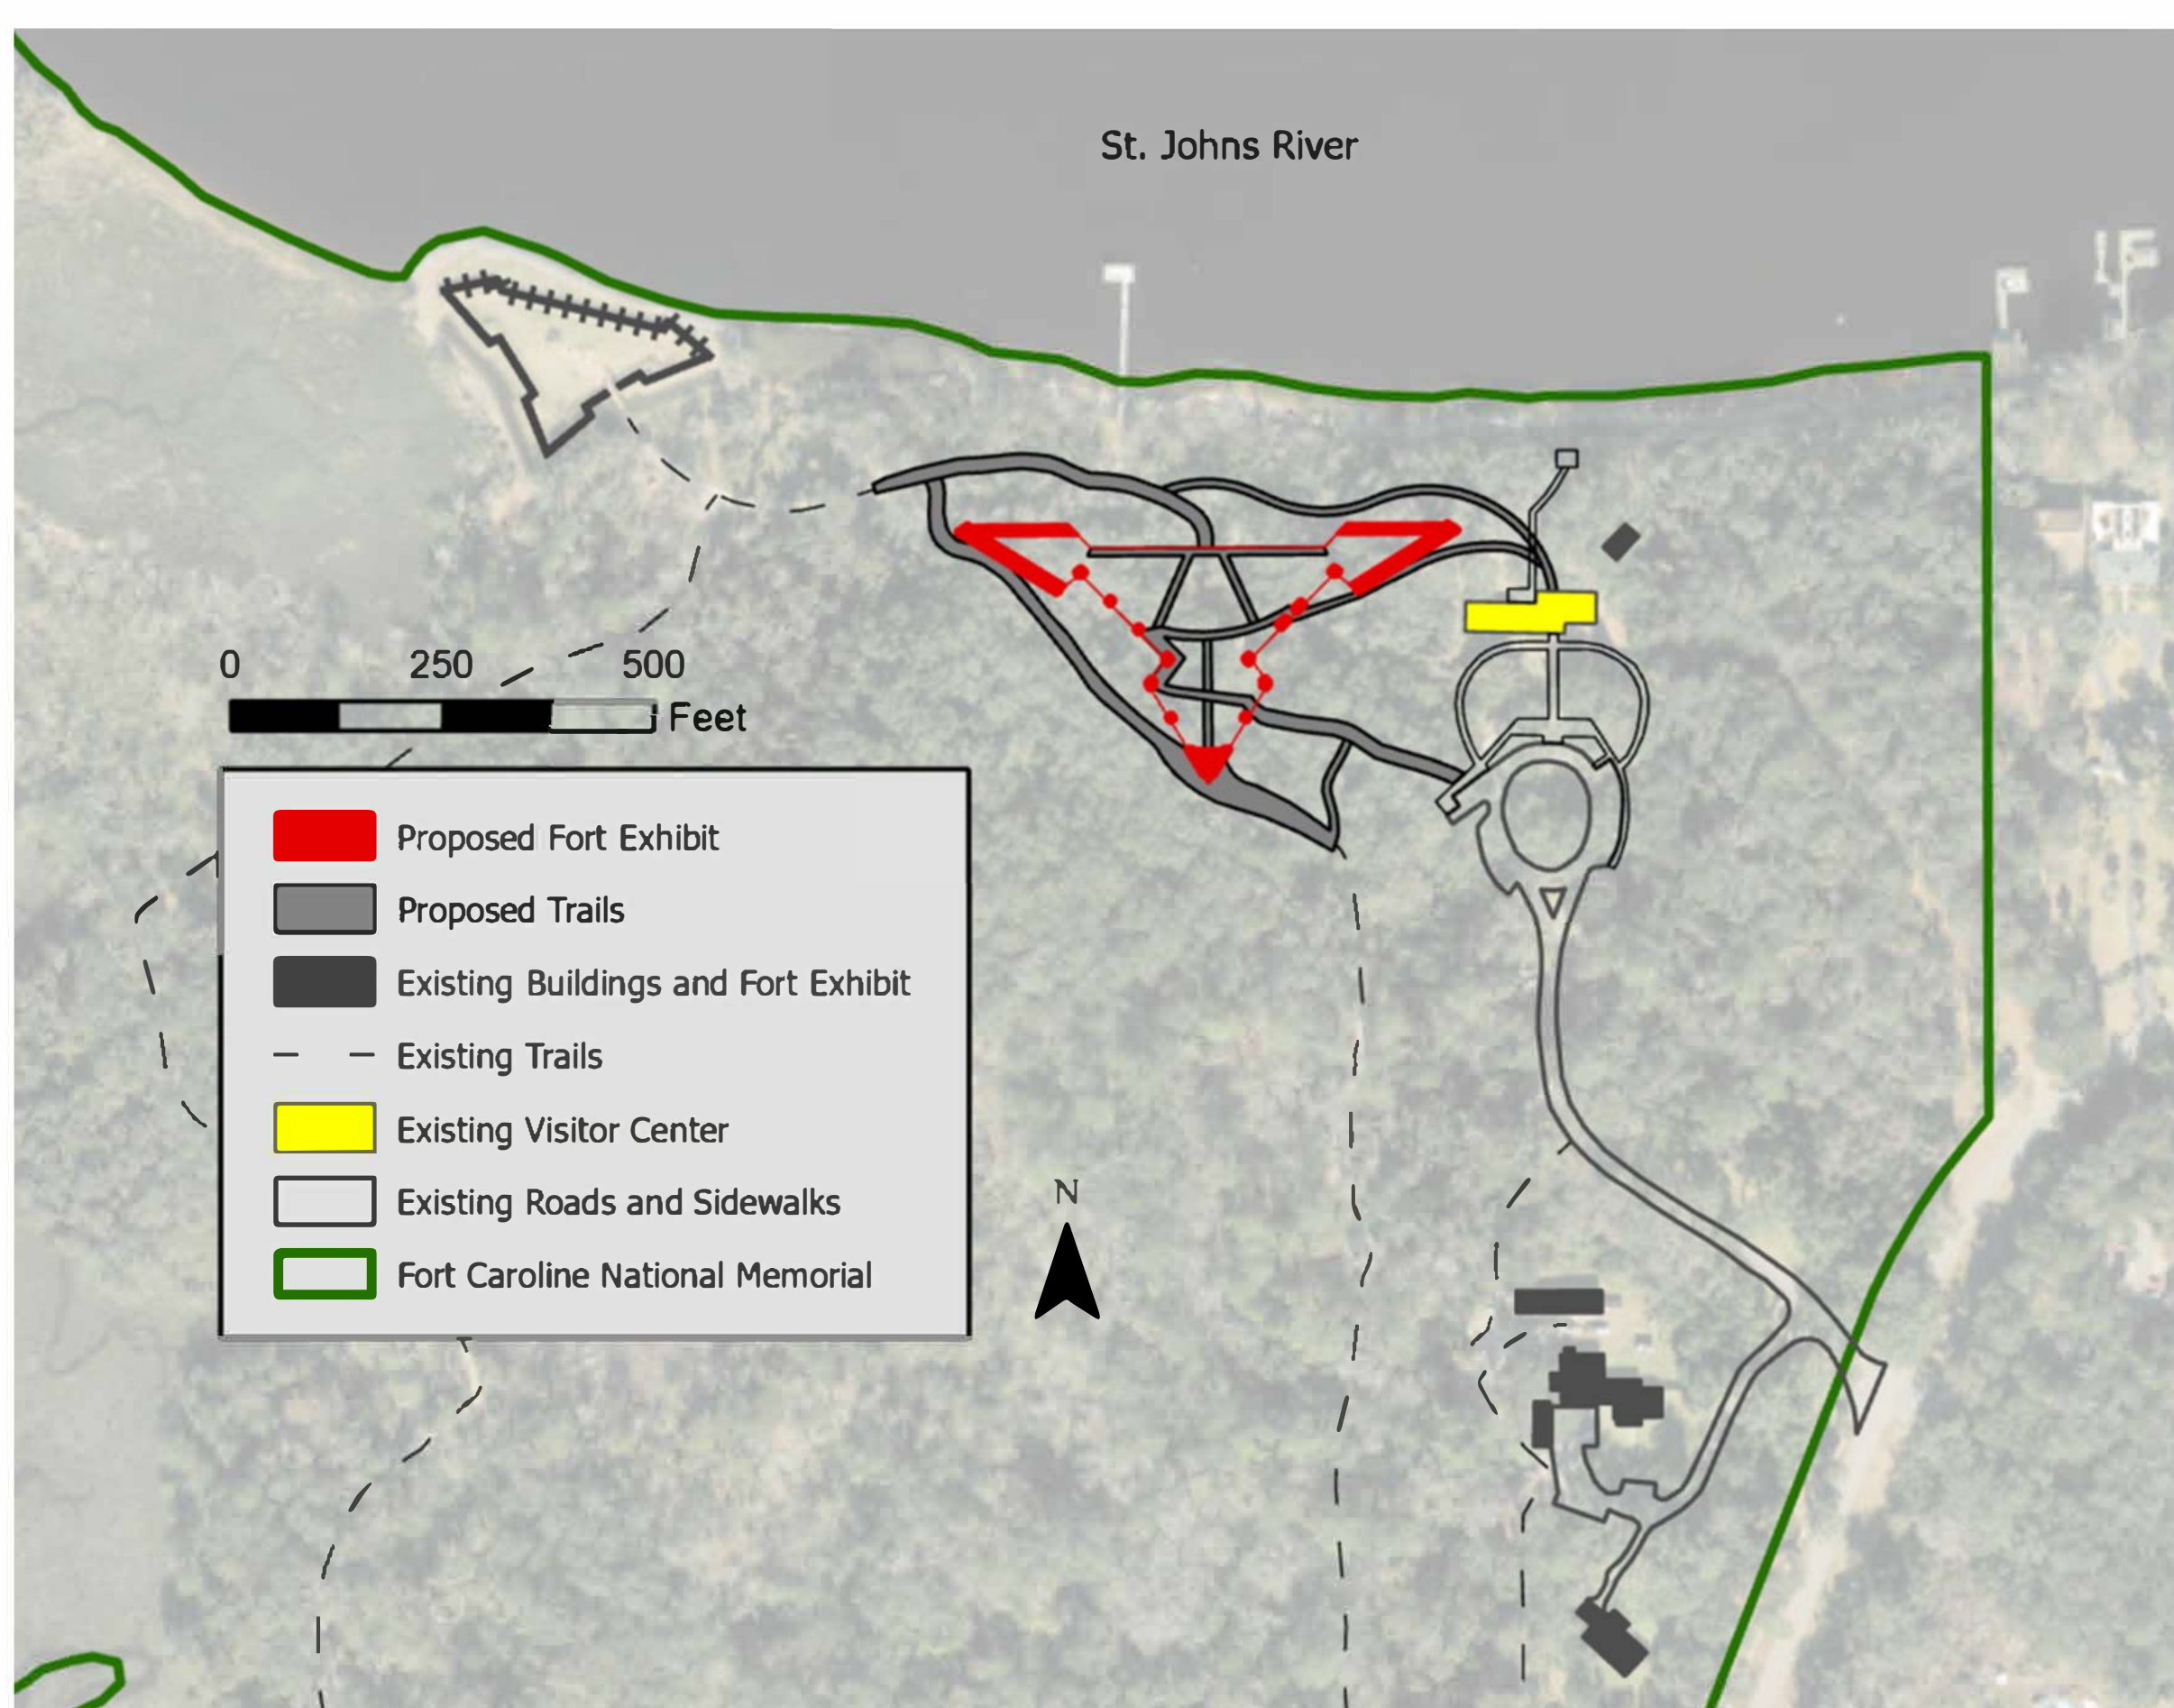 St. Johns River
0 250 500
Feet
Proposed Fort Exhibit
Proposed Trails
Existing Buildings and Fort Exhibit
Existing Trails
Existing Visitor Center
Existing Roads and Sidewalks
Fort Caroline National Memorial
N